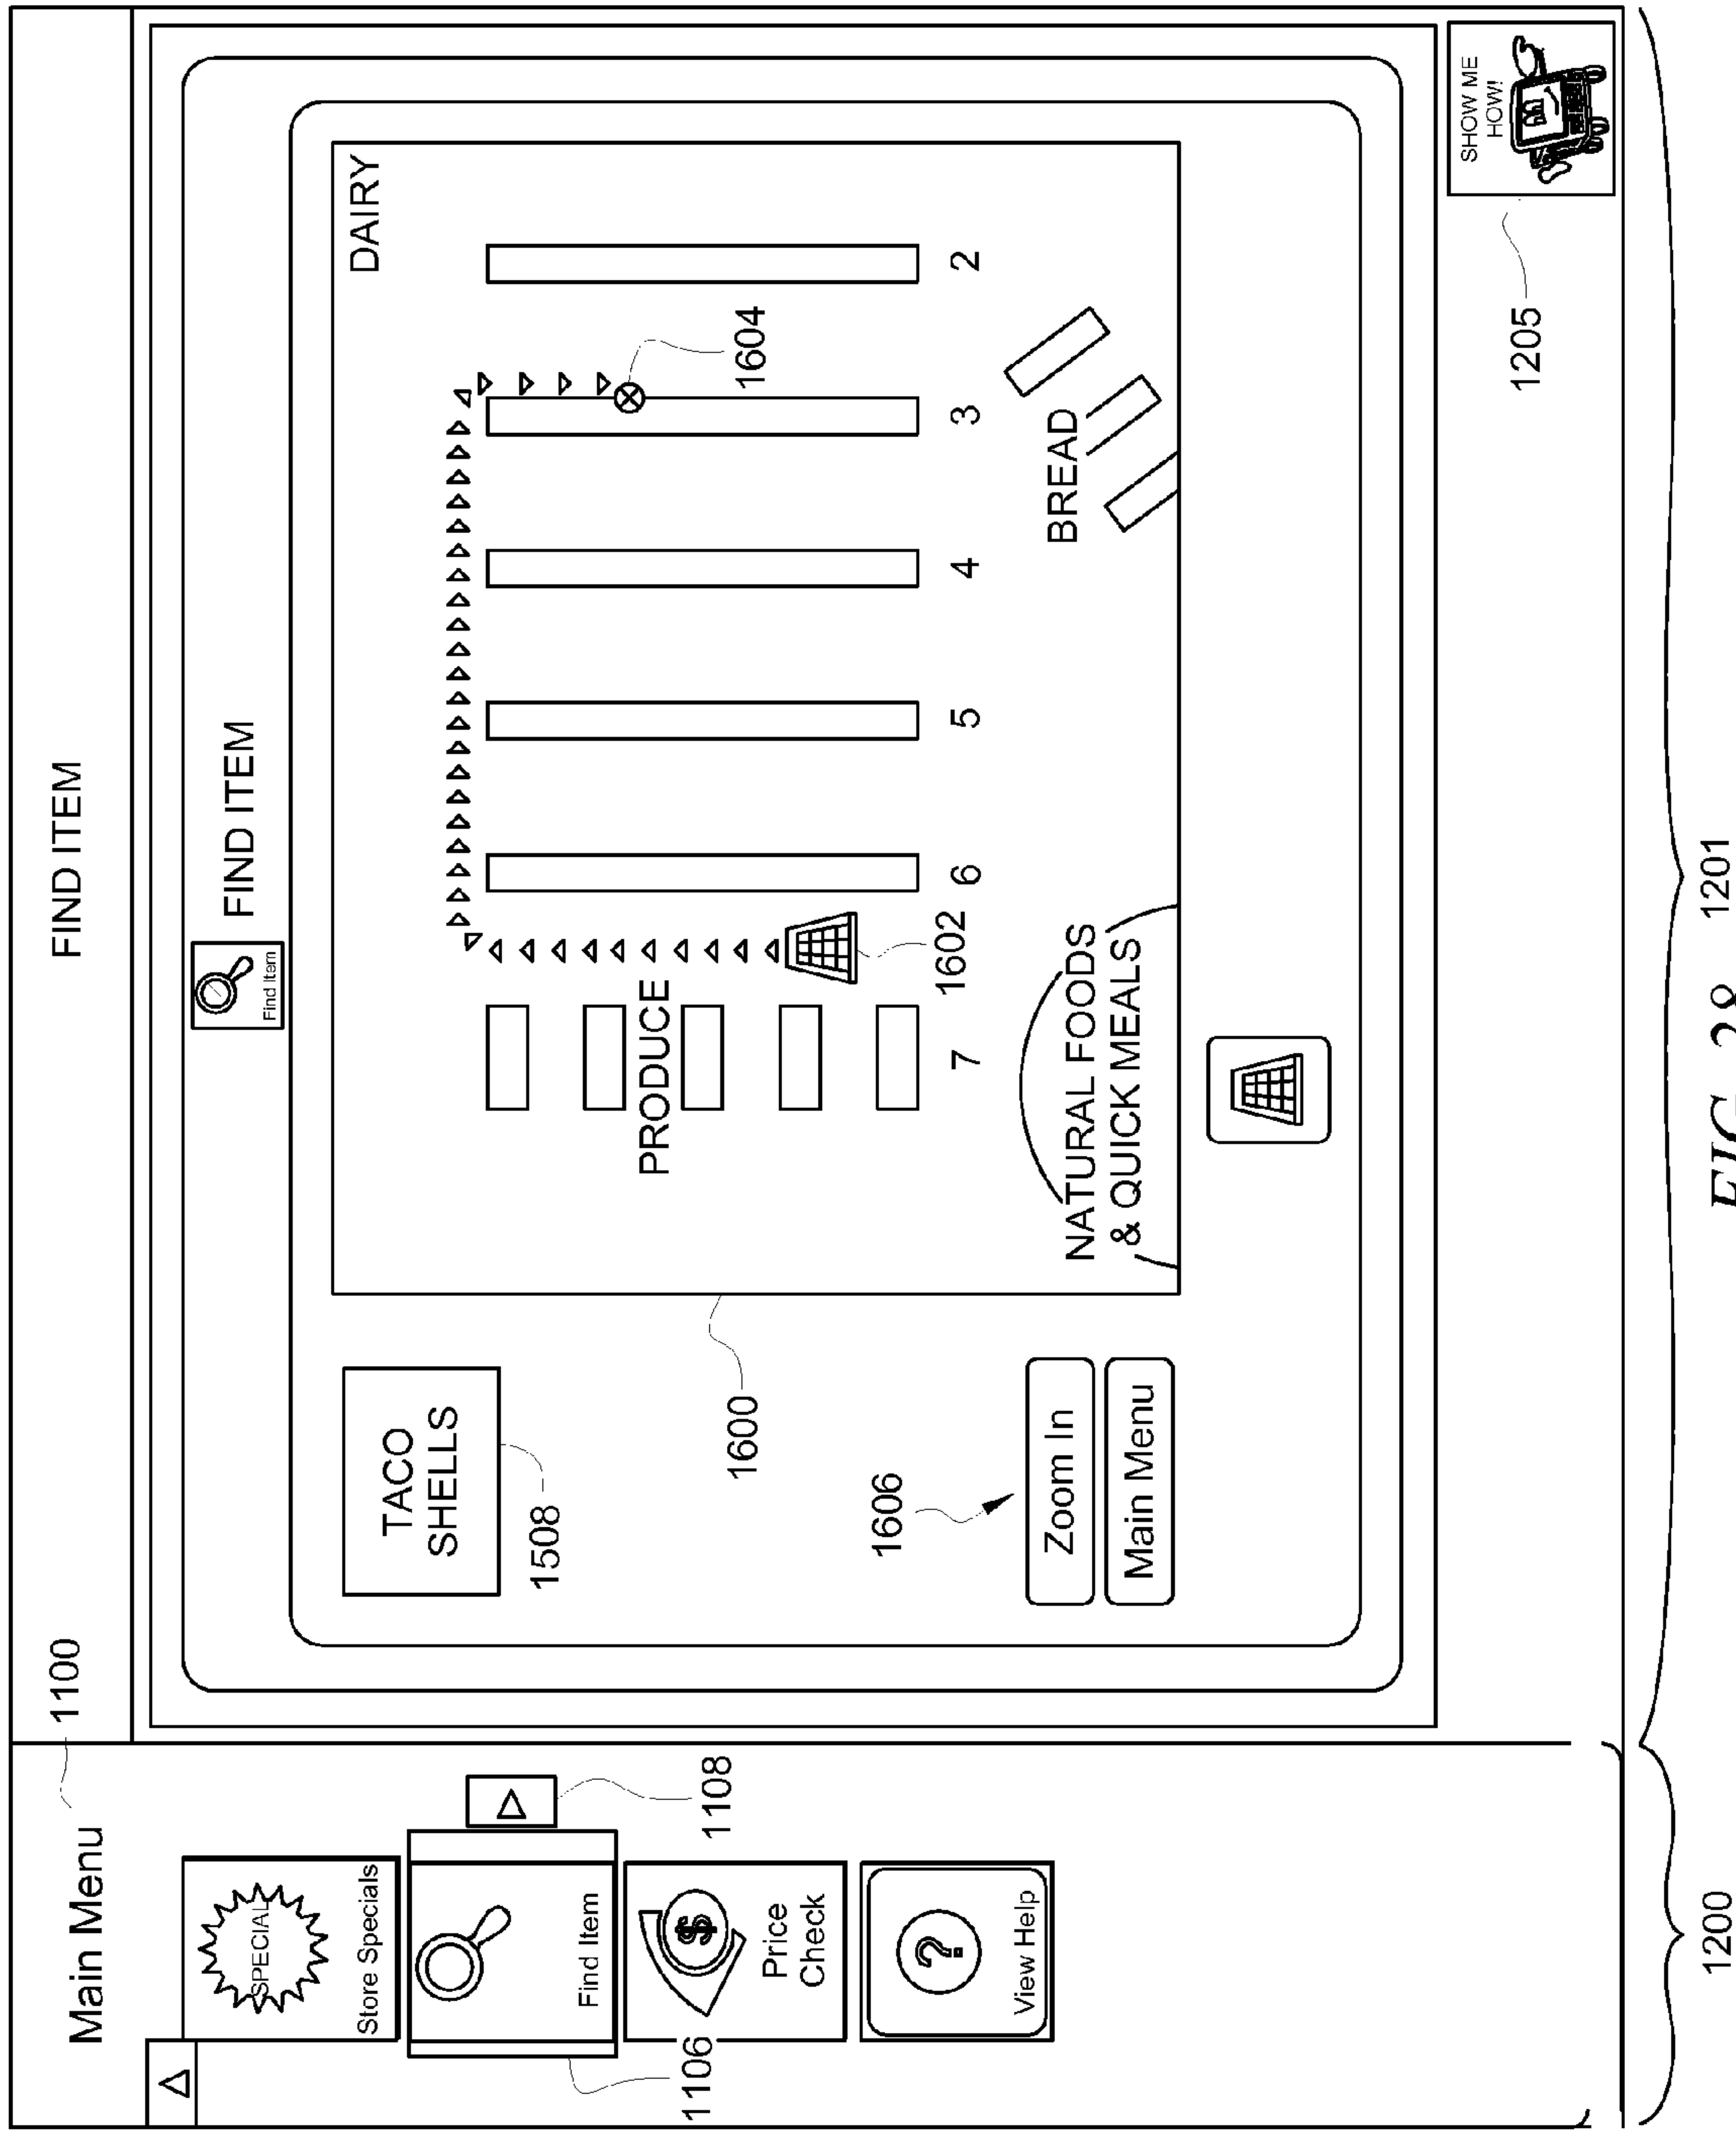 Main Menu
1100
FIND ITEM
SPECIAL
Store Specials
Find Item
1106
1108
Price
Check
?
View Help
Find Item
FIND ITEM
TACO
SHELLS
1508
1600
1606
Zoom In
Main Menu
DAIRY
PRODUCE
1602
1604
7
6
5
4
3
2
NATURAL FOODS
& QUICK MEALS
BREAD
SHOW ME
HOW!
1205
1200
1201
FIG. 28